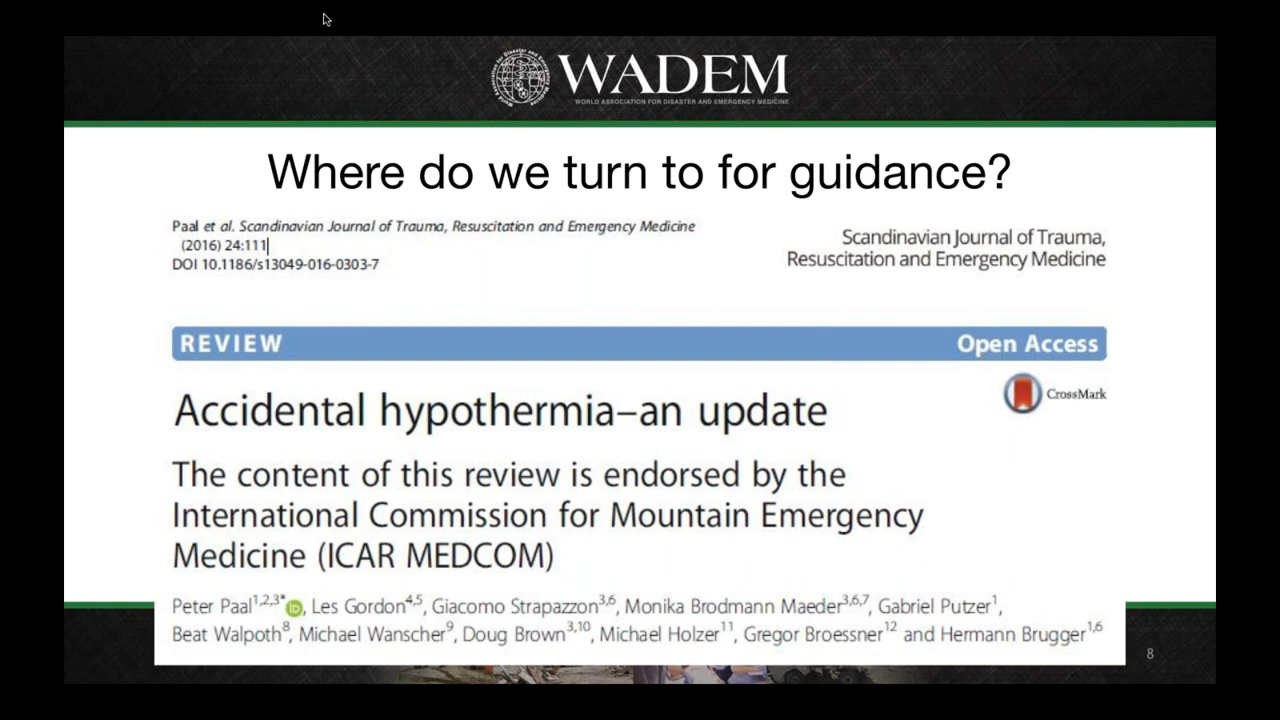 WADEM
WORLD ASSOCIATION FOR DISASTER AND EMERGENCY MEDICINE
Where do we turn to for guidance?
Paal et al. Scandinavian Journal of Trauma, Resuscitation and Emergency Medicine
(2016) 24:111
DOI 10.1186/s13049-016-0303-7
Scandinavian Journal of Trauma,
Resuscitation and Emergency Medicine
REVIEW Open Access
CrossMark
Accidental hypothermia–an update
The content of this review is endorsed by the
International Commission for Mountain Emergency
Medicine (ICAR MEDCOM)
Peter Paal1,2,3* iD, Les Gordon4,5, Giacomo Strapazzon3,6, Monika Brodmann Maeder3,6,7, Gabriel Putzer1,
Beat Walpoth8, Michael Wanscher9, Doug Brown3,10, Michael Holzer11, Gregor Broessner12 and Hermann Brugger1,6
8